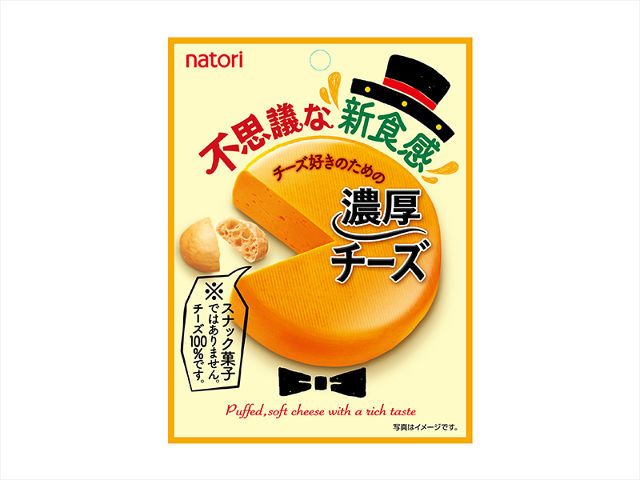 natori
不思議な新食感
チーズ好きのための
濃厚
チーズ
※
スナック菓子
ではありません。
チーズ100%です。
Puffed, soft cheese with a rich taste
写真はイメージです。